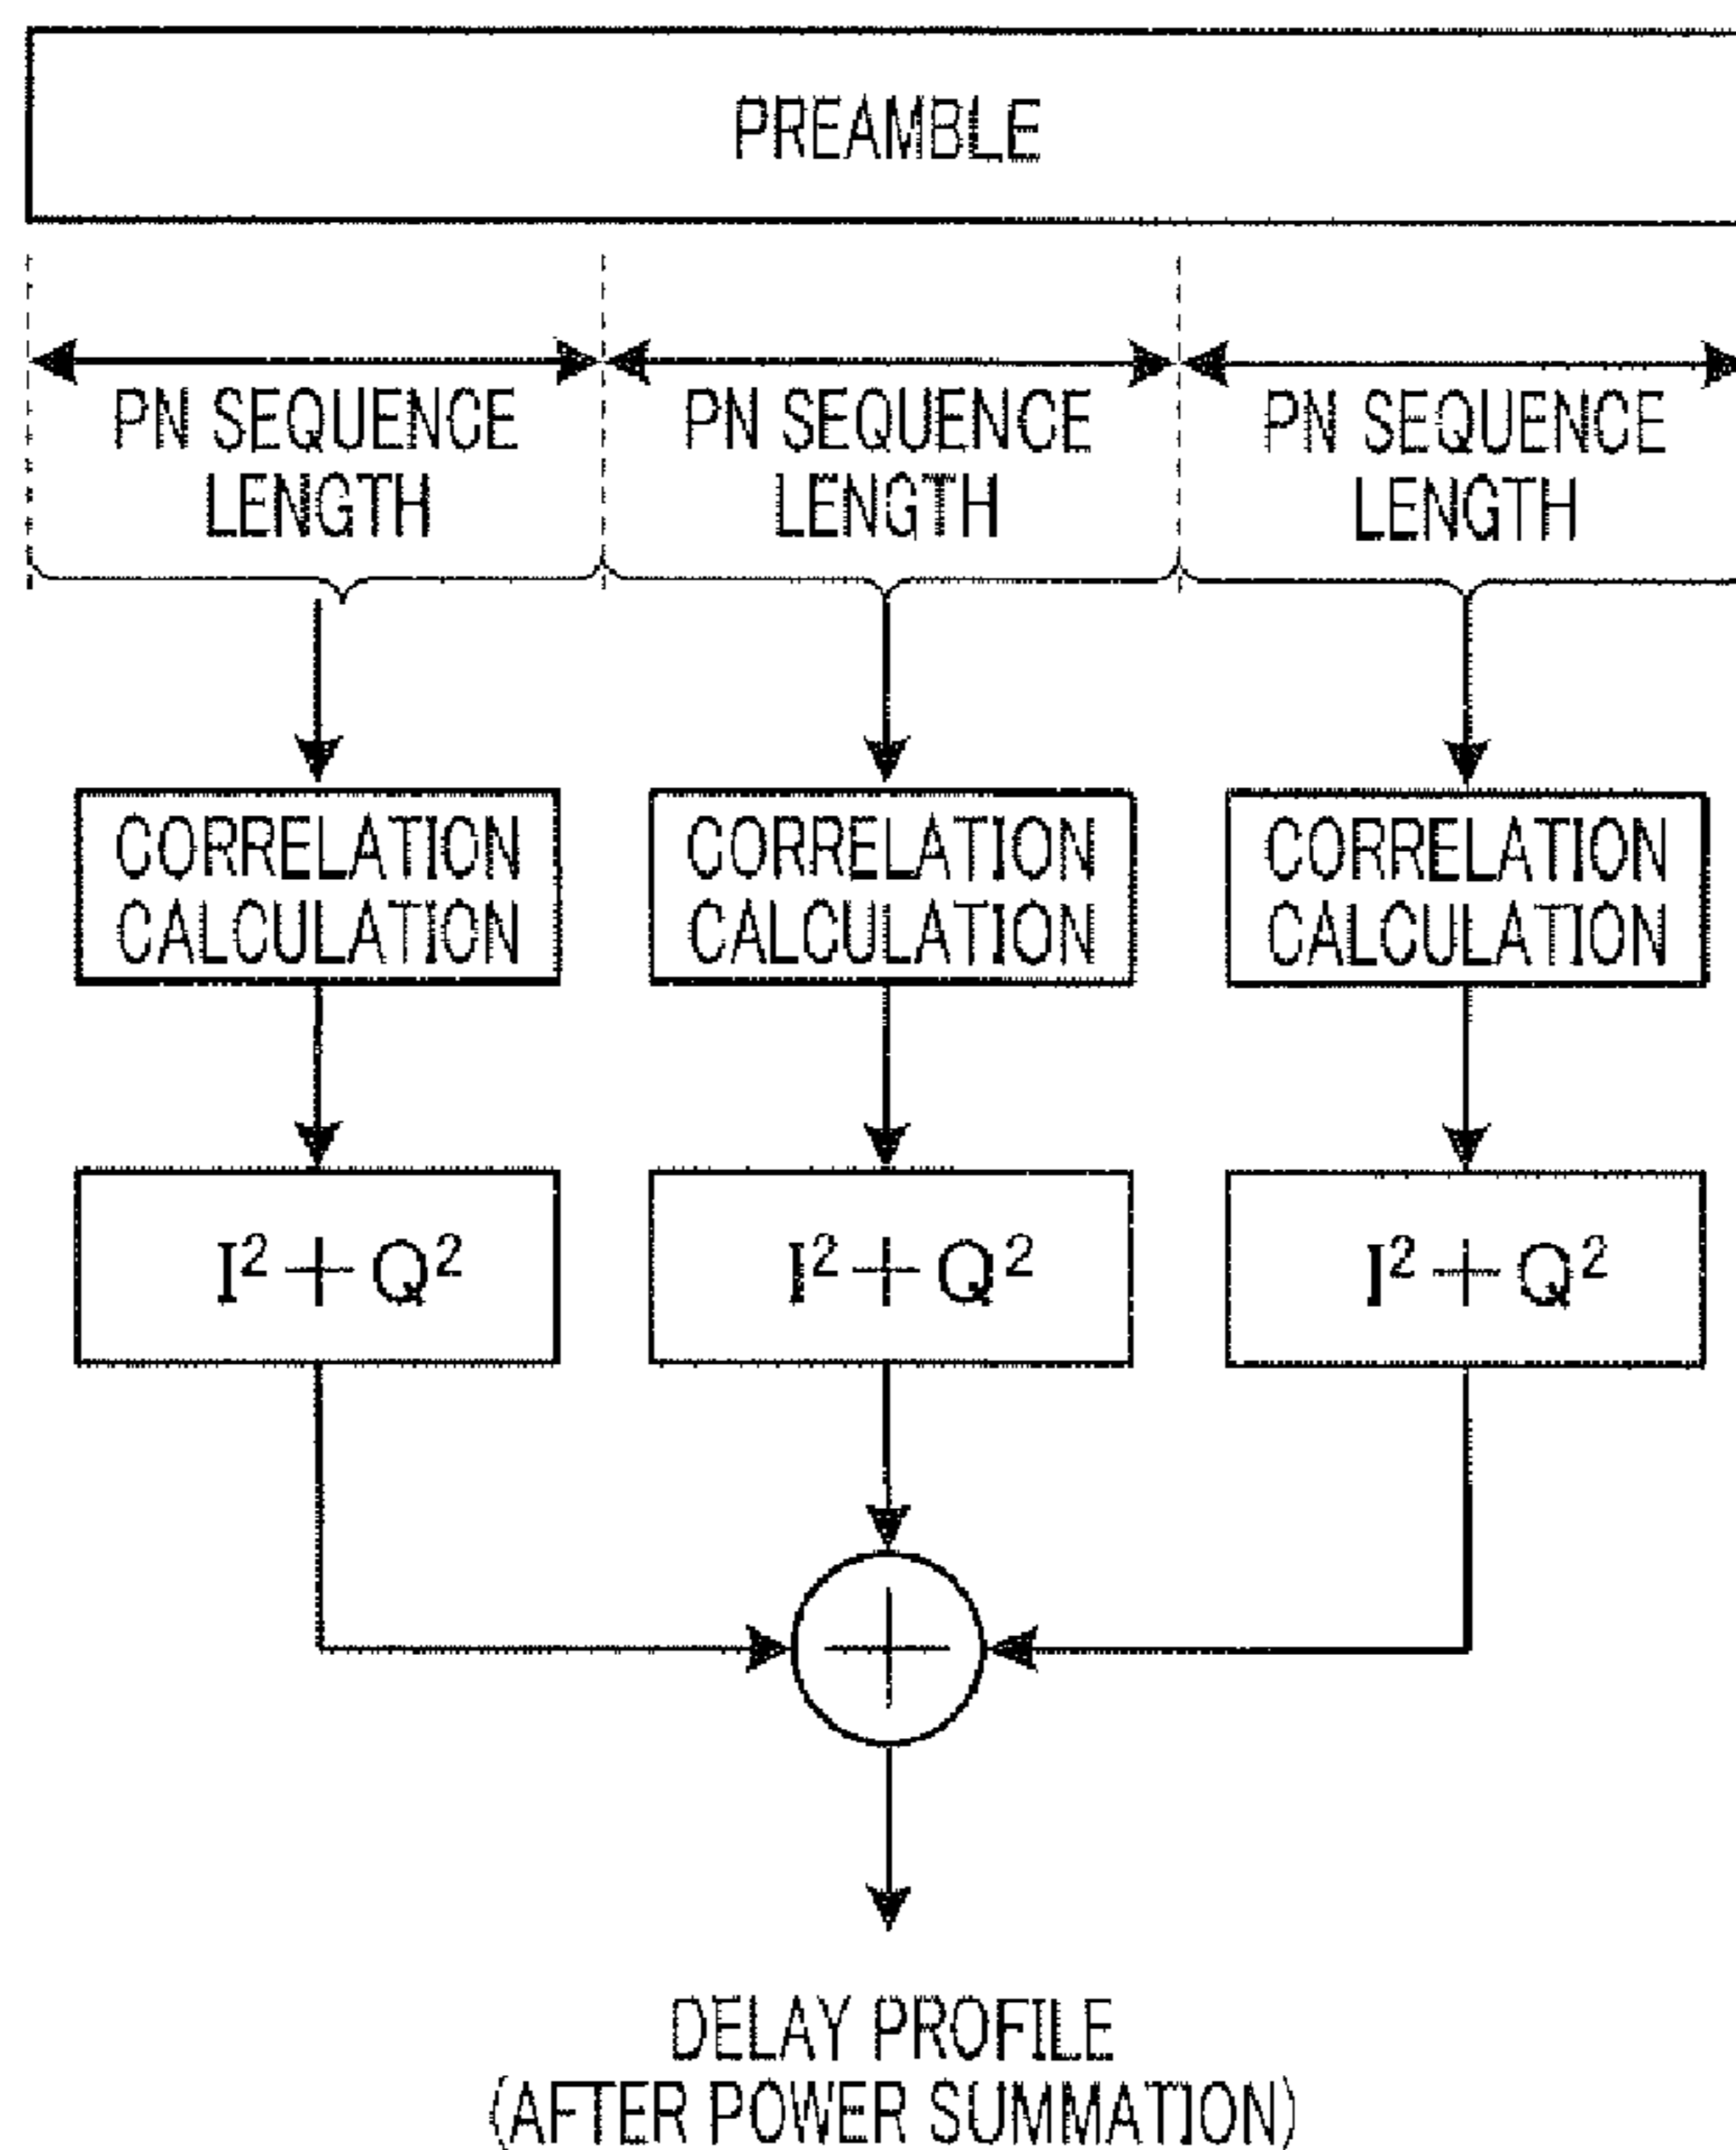 PREAMBLE
PN SEQUENCE
LENGTH
PN SEQUENCE
LENGTH
PN SEQUENCE
LENGTH
CORRELATION
CALCULATION
CORRELATION
CALCULATION
CORRELATION
CALCULATION
I² + Q²
I² + Q²
I² + Q²
+
DELAY PROFILE
(AFTER POWER SUMMATION)